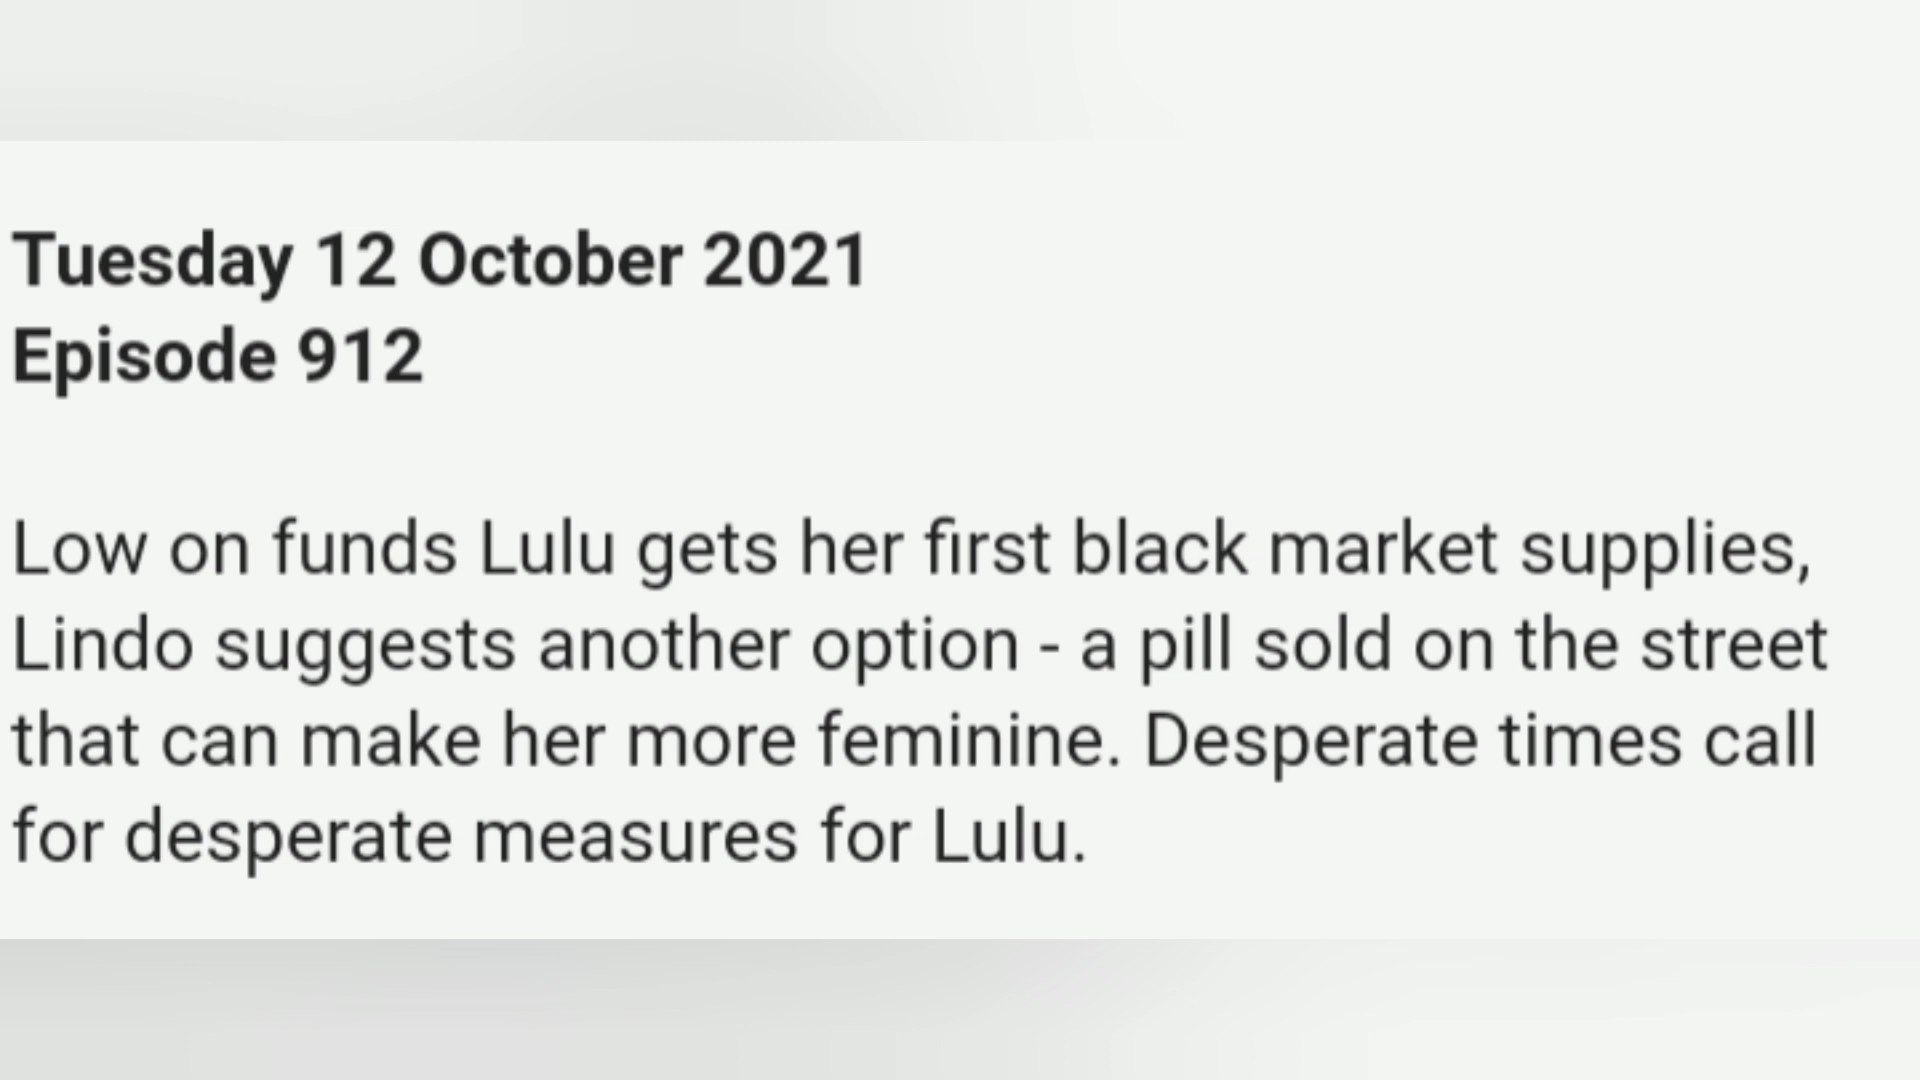 Tuesday 12 October 2021
Episode 912
Low on funds Lulu gets her first black market supplies,
Lindo suggests another option - a pill sold on the street
that can make her more feminine. Desperate times call
for desperate measures for Lulu.